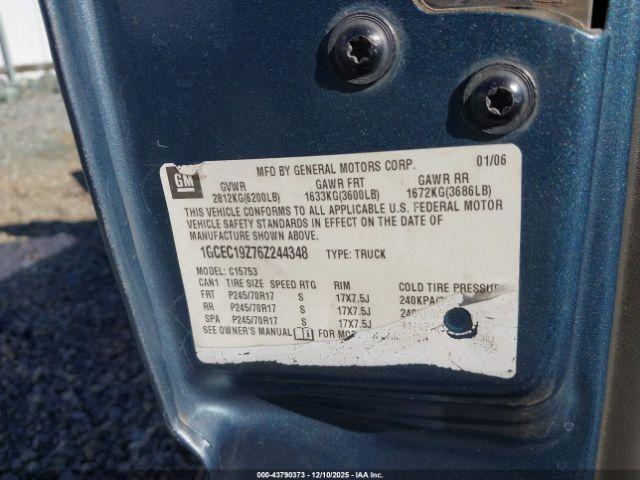 GM
MFD BY GENERAL MOTORS CORP. 01/06
GVWR GAWR FRT GAWR RR
2812KG(6200LB) 1633KG(3600LB) 1672KG(3686LB)
THIS VEHICLE CONFORMS TO ALL APPLICABLE U.S. FEDERAL MOTOR
VEHICLE SAFETY STANDARDS IN EFFECT ON THE DATE OF
MANUFACTURE SHOWN ABOVE.
1GCEC19Z76Z244348 TYPE: TRUCK
MODEL: C15753
CAN1 TIRE SIZE SPEED RTG RIM COLD TIRE PRESSURE
FRT P245/70R17 S 17X7.5J 240KPA
RR P245/70R17 S 17X7.5J
SPA P245/70R17 S 17X7.5J
SEE OWNER'S MANUAL FOR
000-43790373 - 12/10/2025 - IAA Inc.